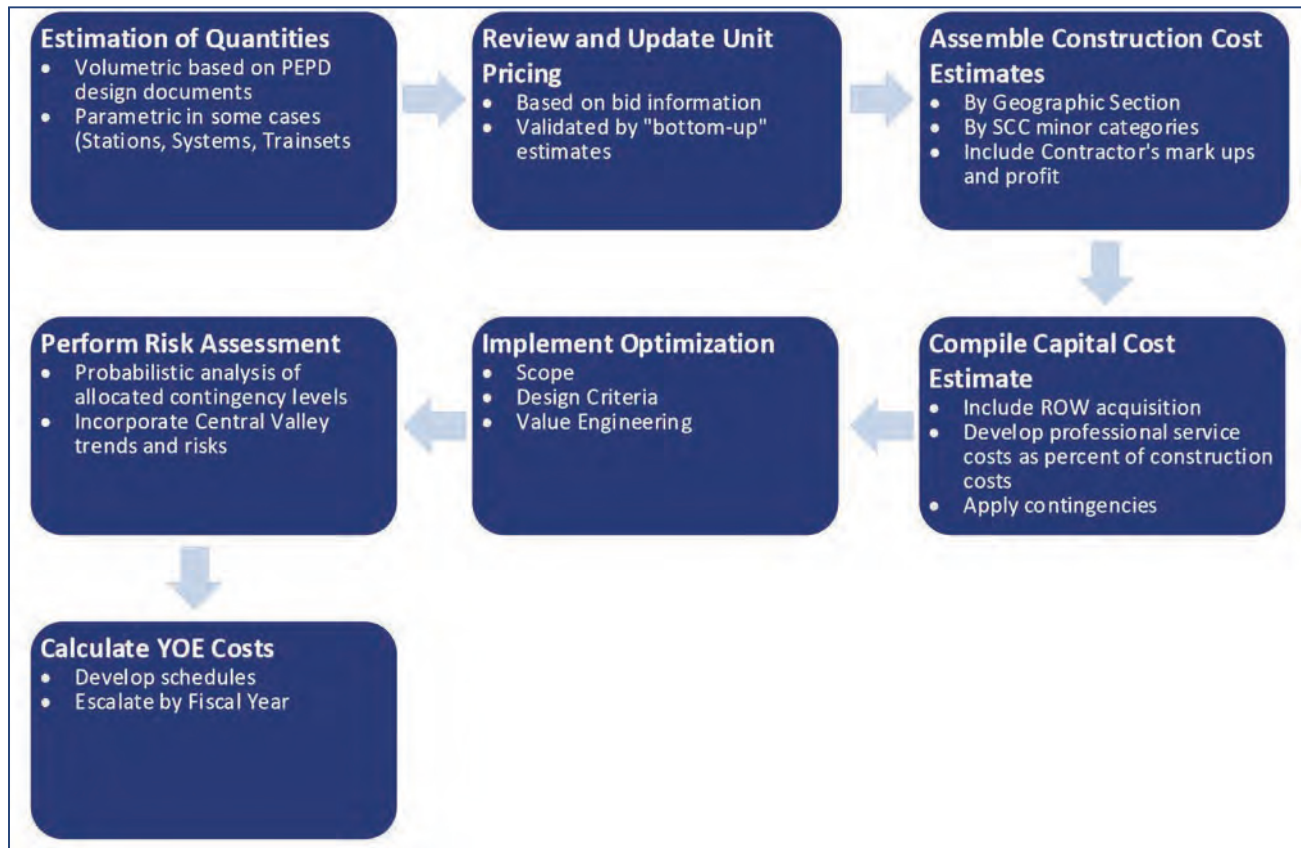 Estimation of Quantities
• Volumetric based on PEPD
design documents
• Parametric in some cases
(Stations, Systems, Trainsets
Review and Update Unit
Pricing
• Based on bid information
• Validated by "bottom-up"
estimates
Assemble Construction Cost
Estimates
• By Geographic Section
• By SCC minor categories
• Include Contractor's mark ups
and profit
Compile Capital Cost
Estimate
• Include ROW acquisition
• Develop professional service
costs as percent of construction
costs
• Apply contingencies
Implement Optimization
• Scope
• Design Criteria
• Value Engineering
Perform Risk Assessment
• Probabilistic analysis of
allocated contingency levels
• Incorporate Central Valley
trends and risks
Calculate YOE Costs
• Develop schedules
• Escalate by Fiscal Year